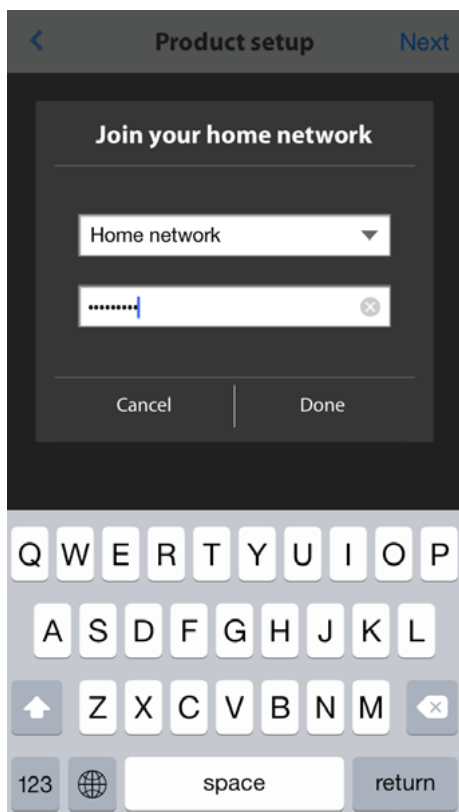 Product setup Next
Join your home network
Home network
•••••••••
Cancel Done
Q W E R T Y U I O P
A S D F G H J K L
Z X C V B N M
123 space return